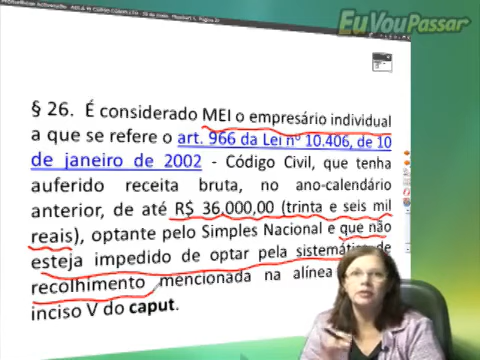 EuVouPassar
§ 26. É considerado MEI o empresário individual
a que se refere o art. 966 da Lei nº 10.406, de 10
de janeiro de 2002 - Código Civil, que tenha
auferido receita bruta, no ano-calendário
anterior, de até R$ 36.000,00 (trinta e seis mil
reais), optante pelo Simples Nacional e que não
esteja impedido de optar pela sistemática de
recolhimento mencionada na alínea
inciso V do caput.